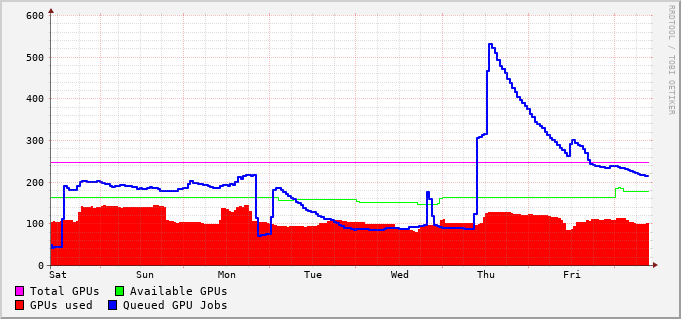 600
500
400
300
200
100
0
Sat Sun Mon Tue Wed Thu Fri
Total GPUs Available GPUs
GPUs used Queued GPU Jobs
RRDTOOL / TOBI OETIKER